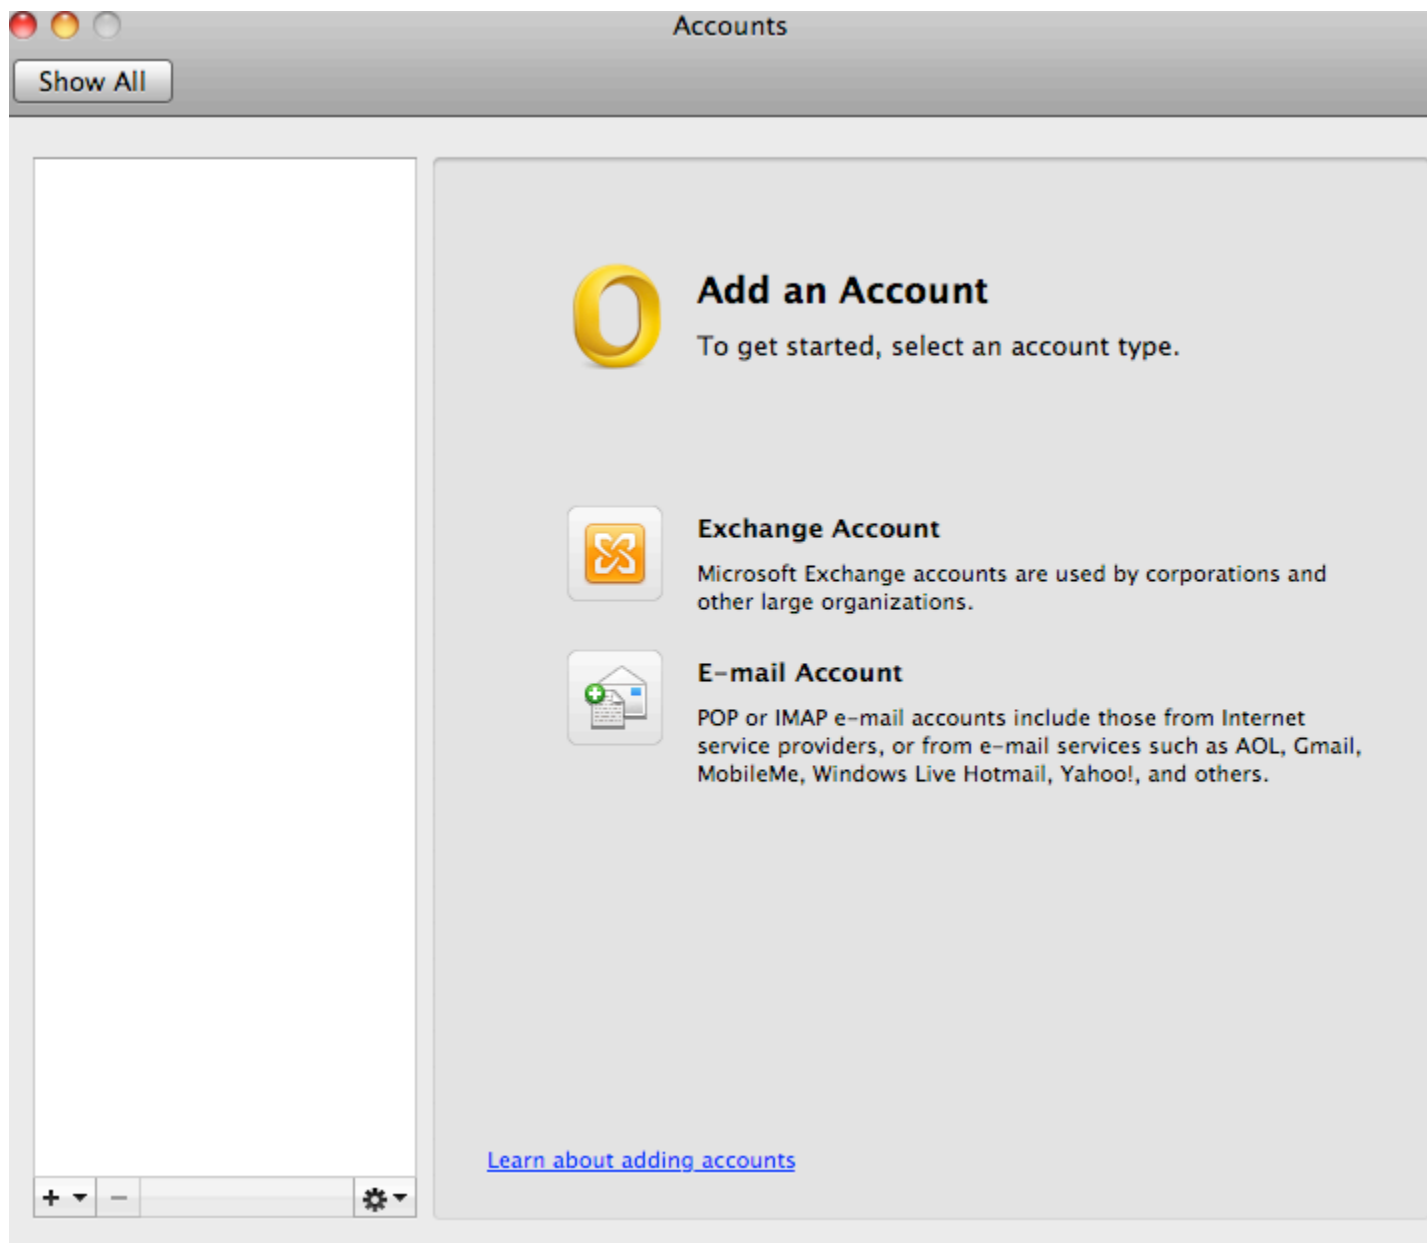 Accounts
Show All
Add an Account
To get started, select an account type.
Exchange Account
Microsoft Exchange accounts are used by corporations and
other large organizations.
E-mail Account
POP or IMAP e-mail accounts include those from Internet
service providers, or from e-mail services such as AOL, Gmail,
MobileMe, Windows Live Hotmail, Yahoo!, and others.
Learn about adding accounts